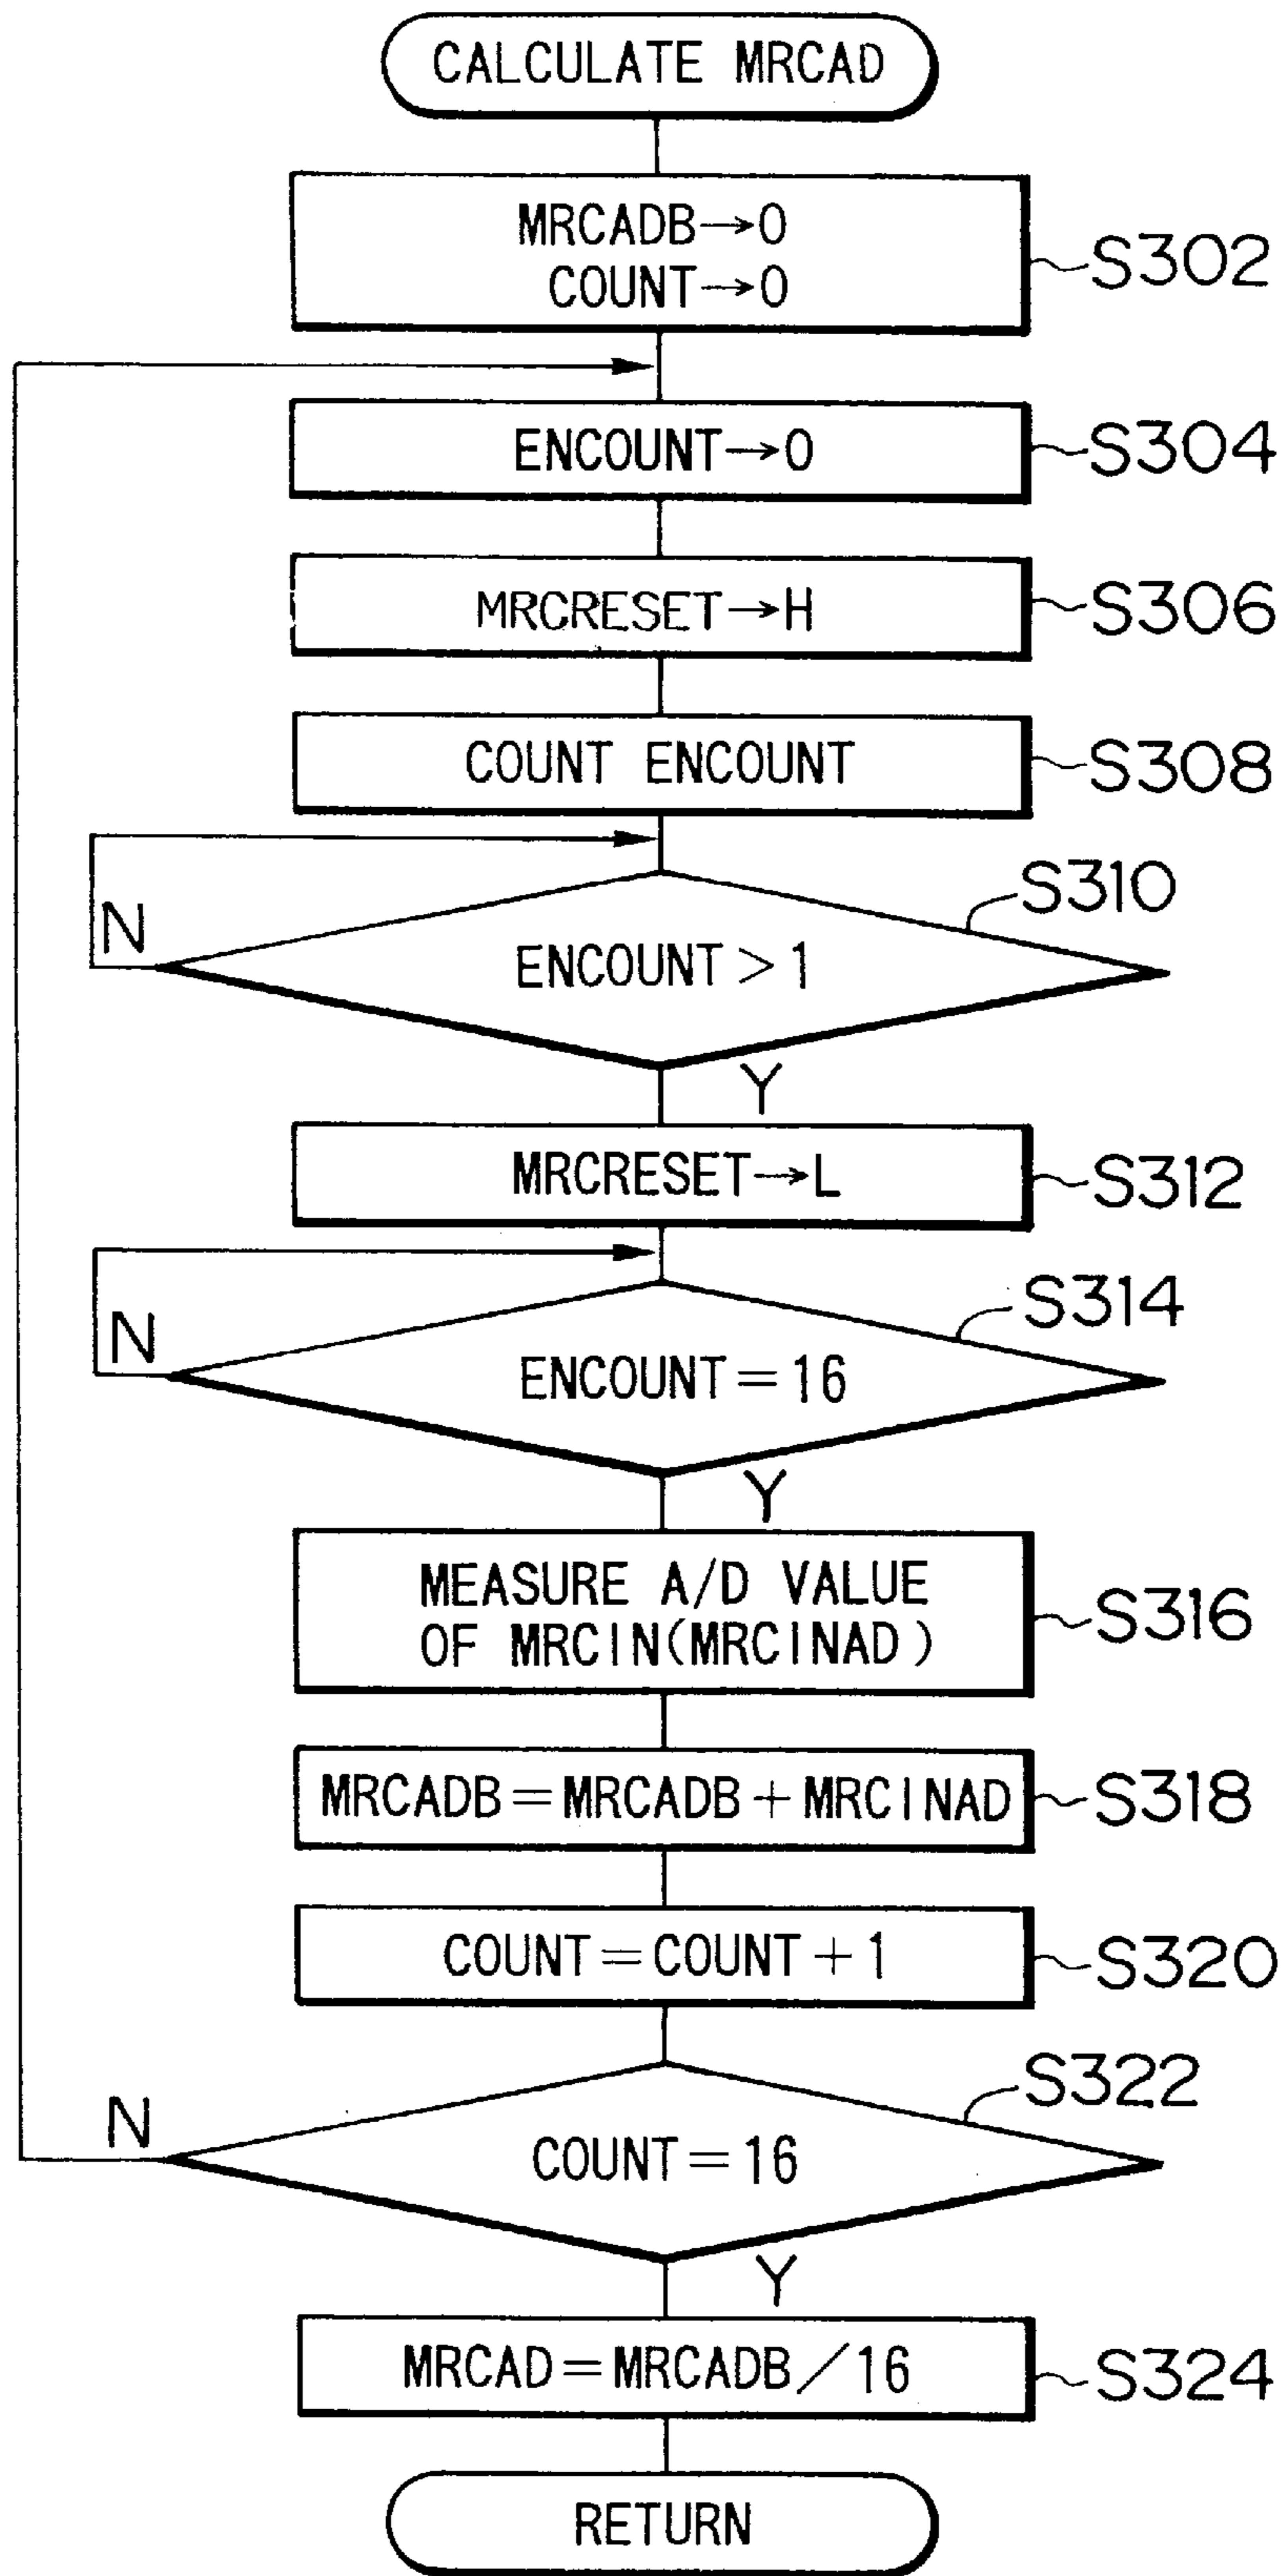 CALCULATE MRCAD
MRCADB→0
COUNT→0
S302
ENCOUNT→0
S304
MRCRESET→H
S306
COUNT ENCOUNT
S308
S310
N
ENCOUNT>1
Y
MRCRESET→L
S312
S314
N
ENCOUNT=16
Y
MEASURE A/D VALUE
OF MRCIN(MRCINAD)
S316
MRCADB=MRCADB+MRCINAD
S318
COUNT=COUNT+1
S320
S322
N
COUNT=16
Y
MRCAD=MRCADB/16
S324
RETURN